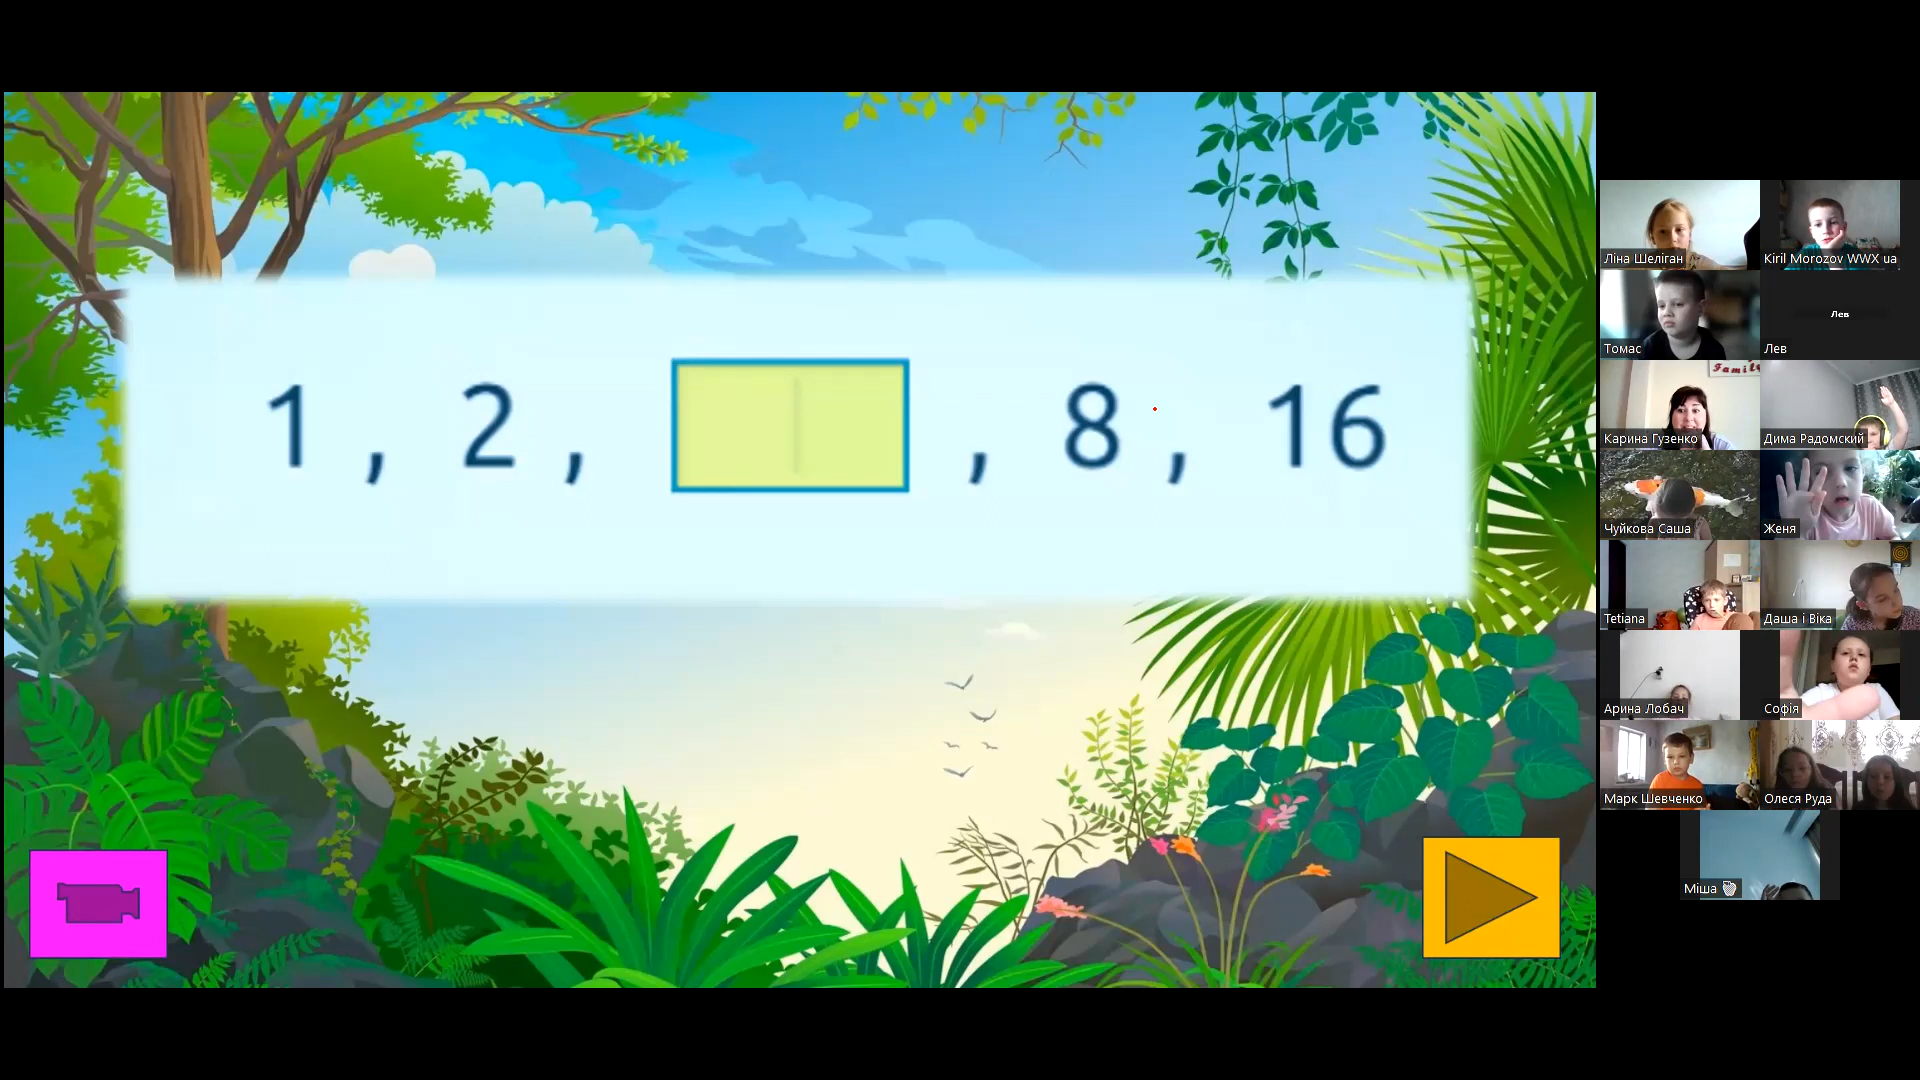 1 , 2 , , 8 , 16
Ліна Шеліган
Kiril Morozov WWX ua
Томас
Лев
Лев
Family
Карина Гузенко
Дима Радомский
Чуйкова Саша
Женя
Tetiana
Даша і Віка
Арина Лобач
Софія
Марк Шевченко
Олеся Руда
Міша